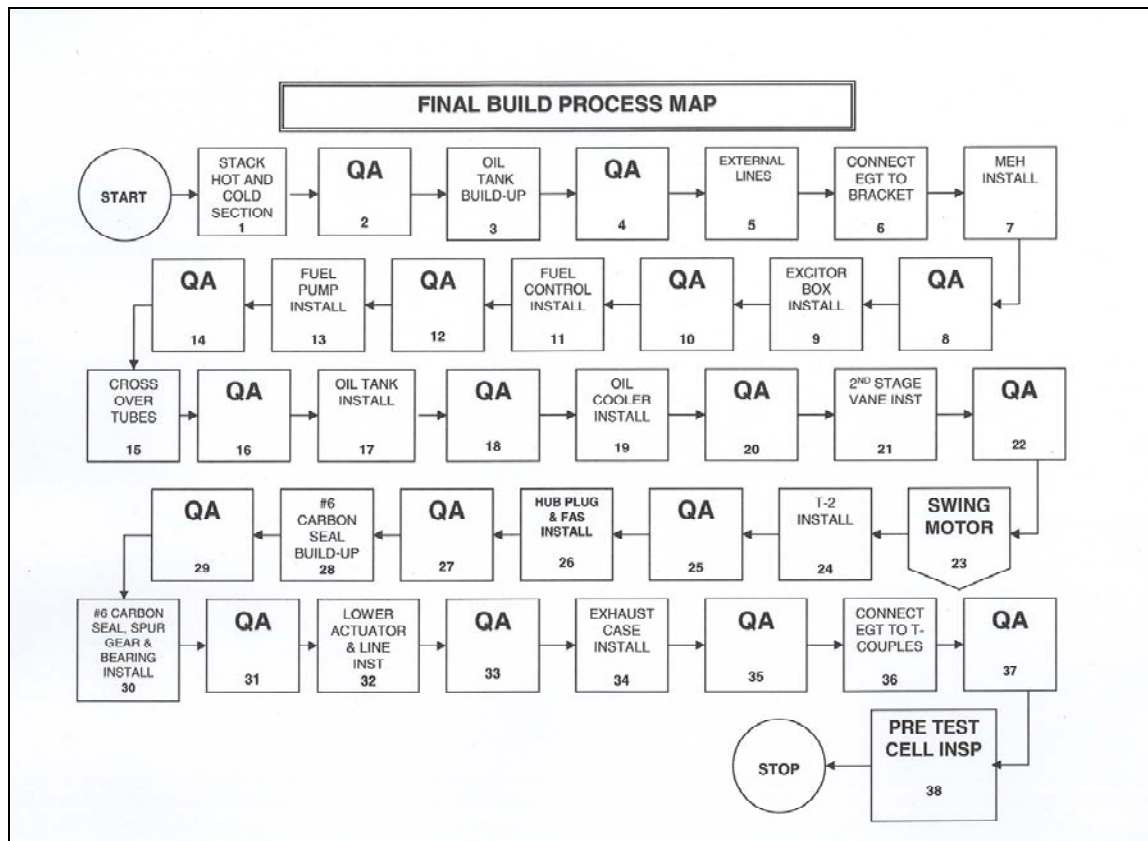 FINAL BUILD PROCESS MAP
START
STACK
HOT AND
COLD
SECTION
1
QA
2
OIL
TANK
BUILD-UP
3
QA
4
EXTERNAL
LINES
5
CONNECT
EGT TO
BRACKET
6
MEH
INSTALL
7
QA
8
EXCITOR
BOX
INSTALL
9
QA
10
FUEL
CONTROL
INSTALL
11
QA
12
FUEL
PUMP
INSTALL
13
QA
14
CROSS
OVER
TUBES
15
QA
16
OIL TANK
INSTALL
17
QA
18
OIL
COOLER
INSTALL
19
QA
20
2ND STAGE
VANE INST
21
QA
22
SWING
MOTOR
23
T-2
INSTALL
24
QA
25
HUB PLUG
& FAS
INSTALL
26
QA
27
#6
CARBON
SEAL
BUILD-UP
28
QA
29
#6 CARBON
SEAL, SPUR
GEAR &
BEARING
INSTALL
30
QA
31
LOWER
ACTUATOR
& LINE
INST
32
QA
33
EXHAUST
CASE
INSTALL
34
QA
35
CONNECT
EGT TO T-
COUPLES
36
QA
37
PRE TEST
CELL INSP
38
STOP